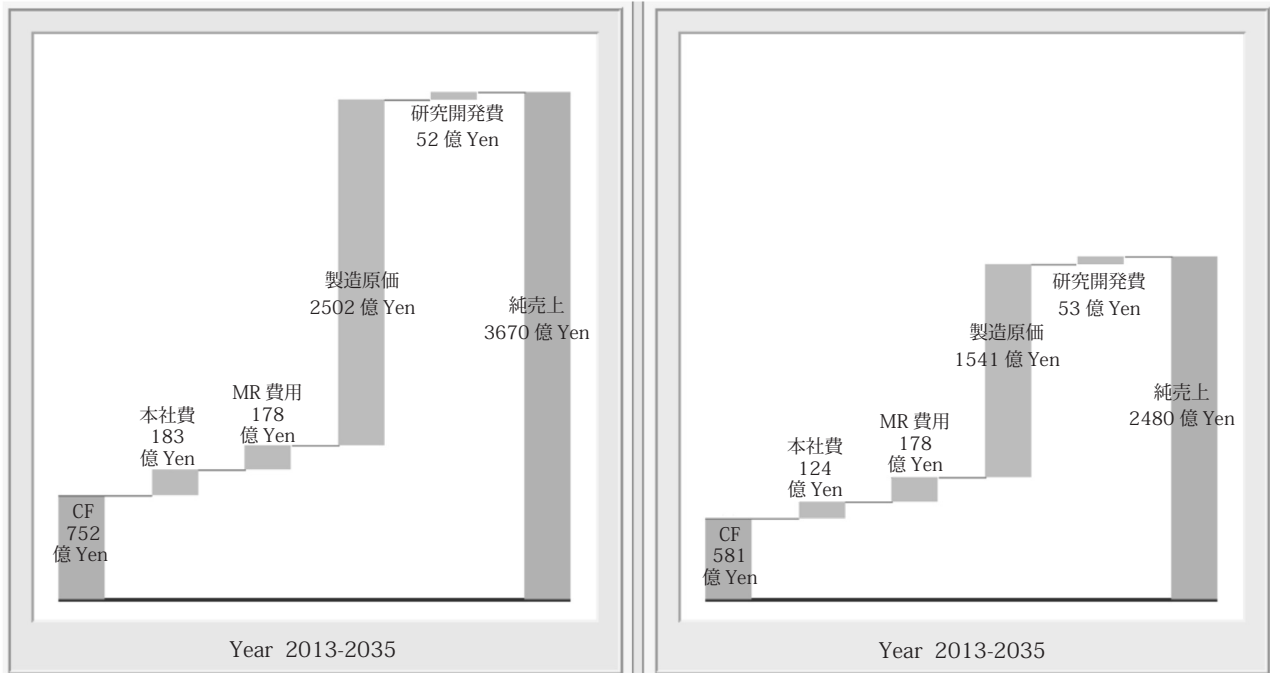 研究開発費
52 億 Yen
製造原価
2502 億 Yen
純売上
3670 億 Yen
MR 費用
178
億 Yen
本社費
183
億 Yen
CF
752
億 Yen
Year 2013-2035
研究開発費
53 億 Yen
製造原価
1541 億 Yen
純売上
2480 億 Yen
MR 費用
178
億 Yen
本社費
124
億 Yen
CF
581
億 Yen
Year 2013-2035